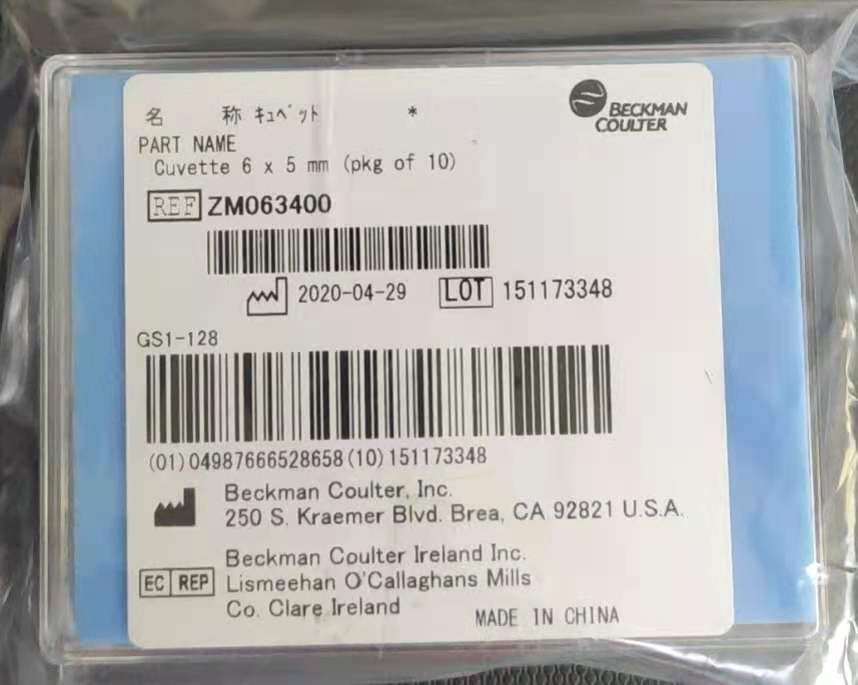 名 称 ｷｭﾍﾞｯﾄ *
BECKMAN
COULTER
PART NAME
Cuvette 6 x 5 mm (pkg of 10)
REF ZM063400
2020-04-29 LOT 151173348
GS1-128
(01)04987666528658(10)151173348
Beckman Coulter, Inc.
250 S. Kraemer Blvd. Brea, CA 92821 U.S.A.
Beckman Coulter Ireland Inc.
EC REP Lismeehan O'Callaghans Mills
Co. Clare Ireland
MADE IN CHINA